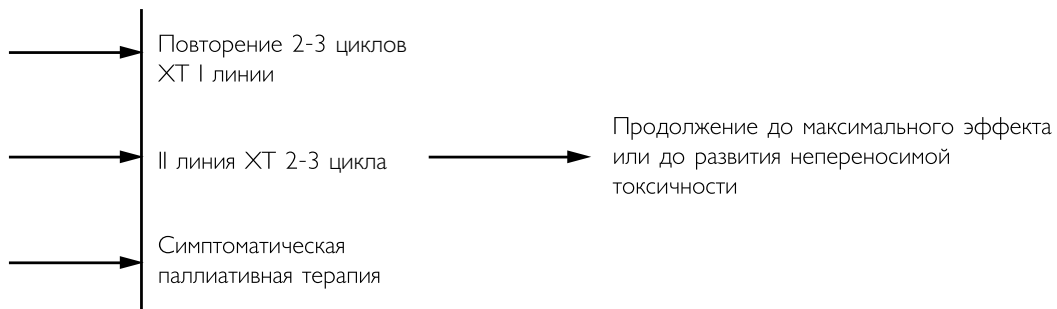 Повторение 2-3 циклов
ХТ I линии
II линия ХТ 2-3 цикла
Продолжение до максимального эффекта
или до развития непереносимой
токсичности
Симптоматическая
паллиативная терапия